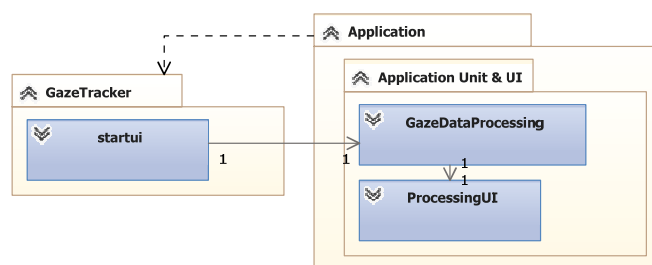 Application
GazeTracker
Application Unit & UI
startui
GazeDataProcessing
1
1
1
1
ProcessingUI